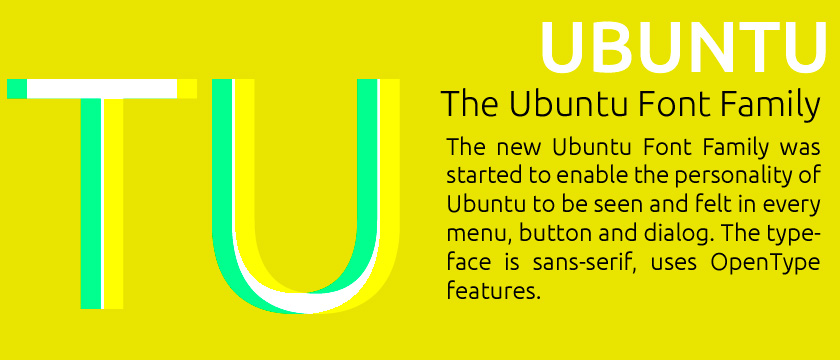 TU
UBUNTU
The Ubuntu Font Family
The new Ubuntu Font Family was
started to enable the personality of
Ubuntu to be seen and felt in every
menu, button and dialog. The type-
face is sans-serif, uses OpenType
features.